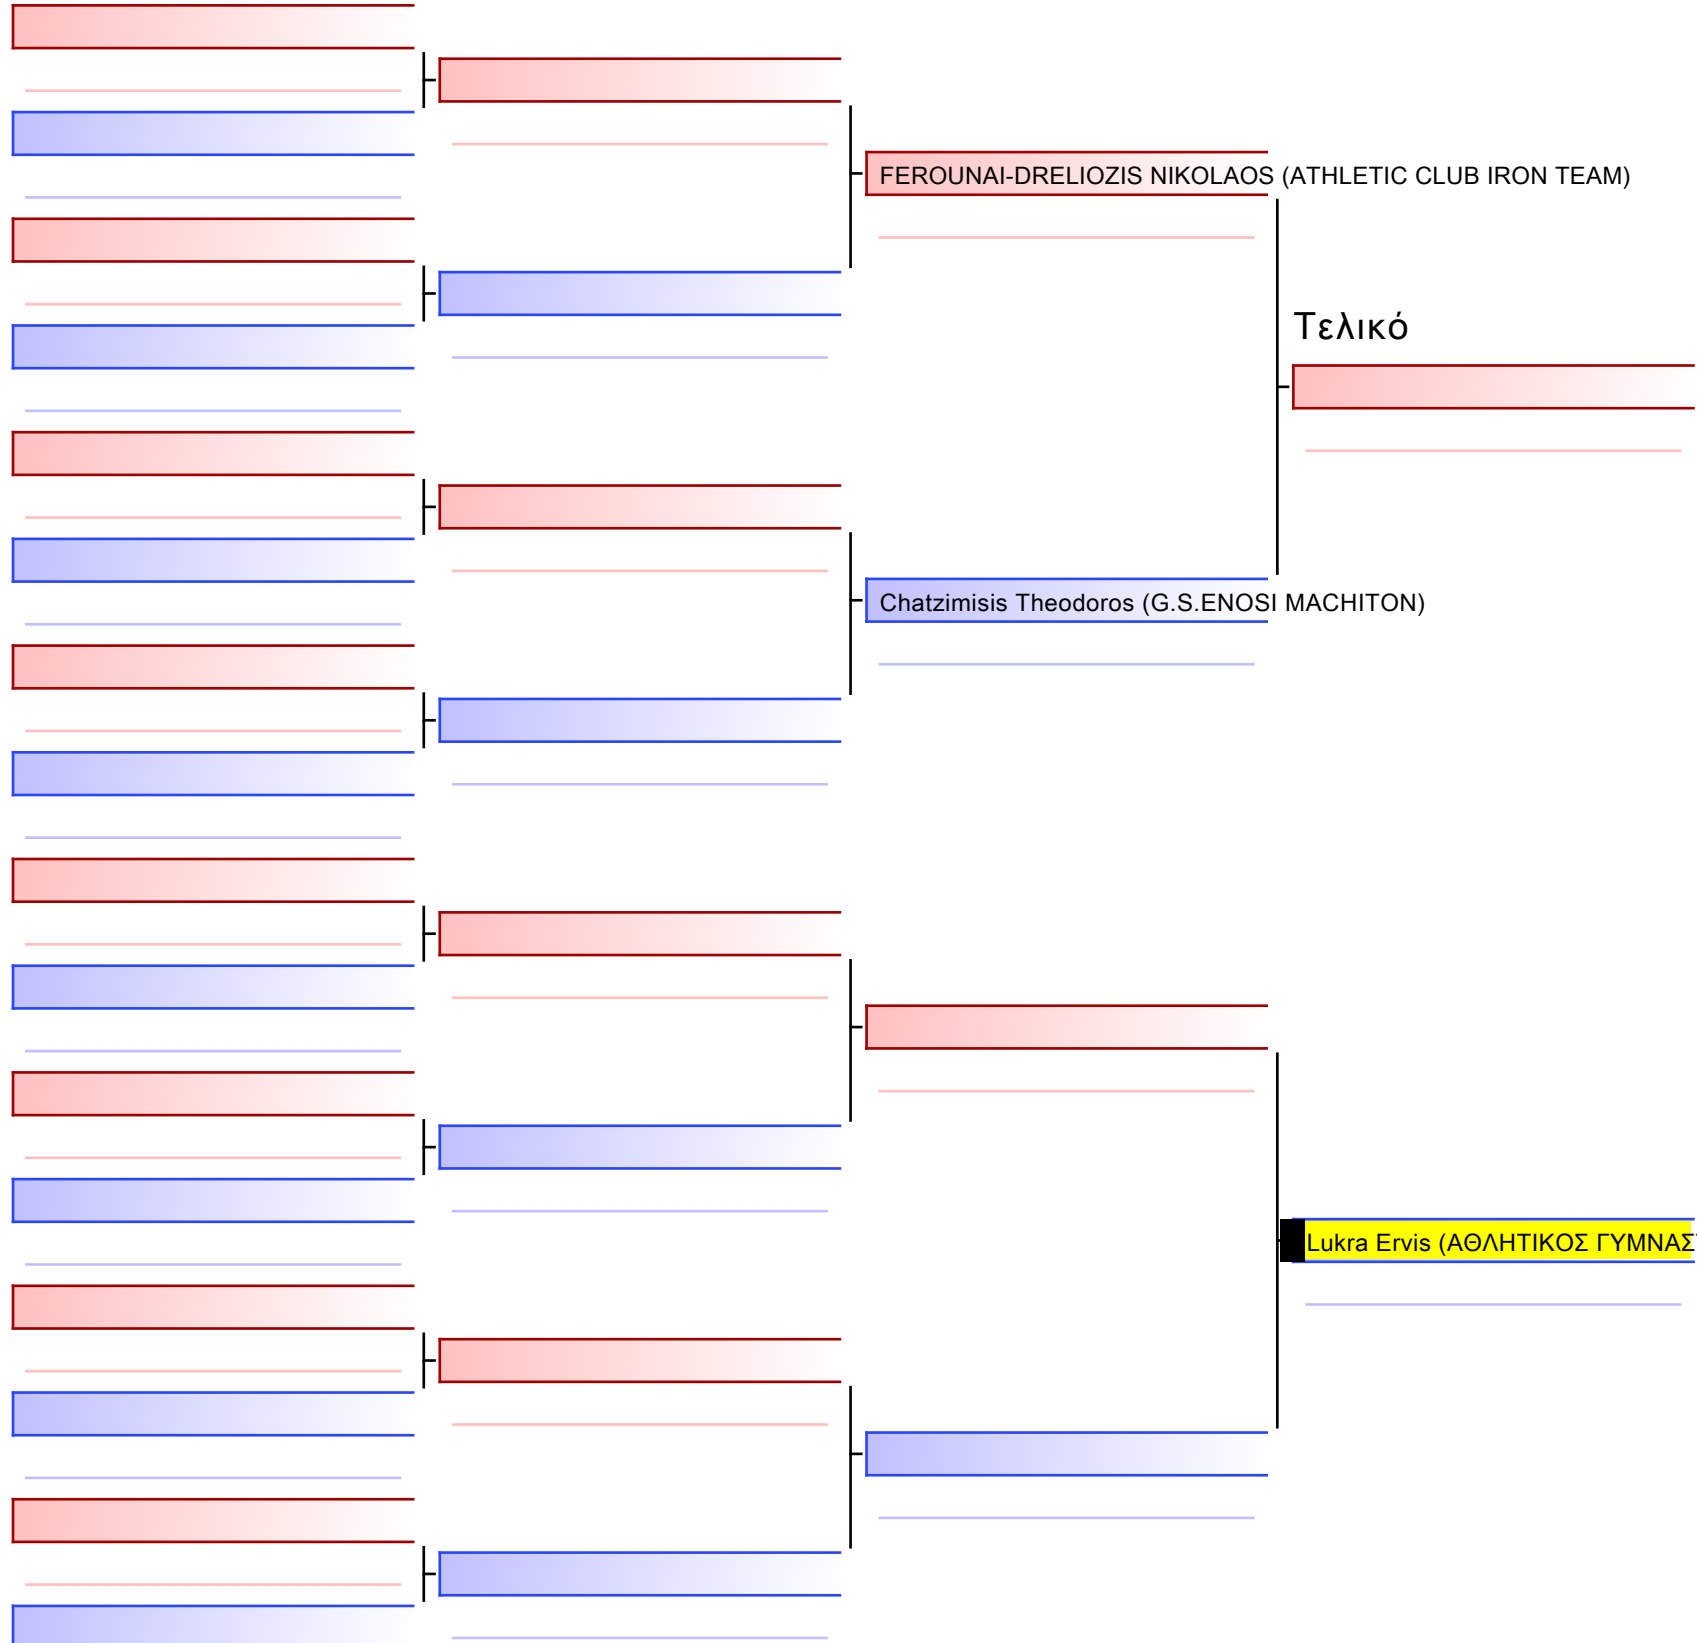 FEROUNAI-DRELIOZIS NIKOLAOS (ATHLETIC CLUB IRON TEAM)
Τελικό
Chatzimisis Theodoros (G.S.ENOSI MACHITON)
Lukra Ervis (ΑΘΛΗΤΙΚΟΣ ΓΥΜΝΑΣ